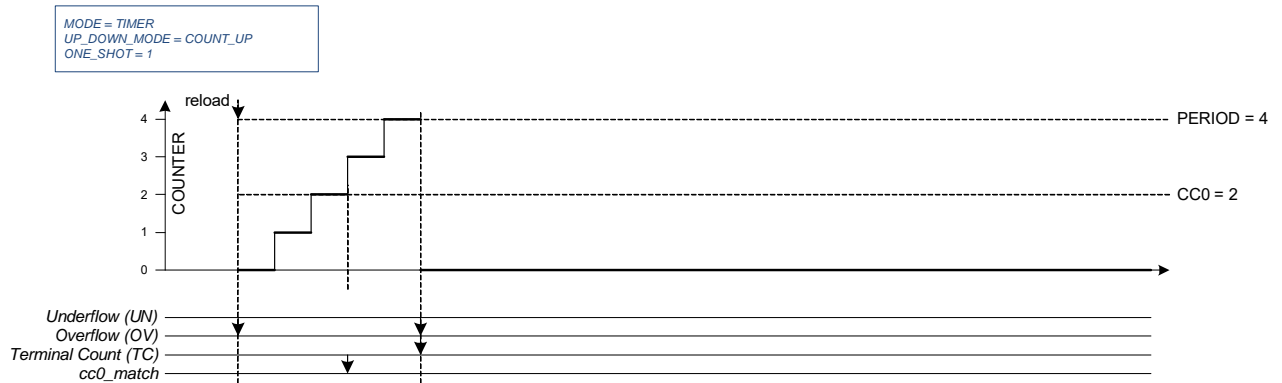 MODE = TIMER
UP_DOWN_MODE = COUNT_UP
ONE_SHOT = 1
reload
4
PERIOD = 4
3
COUNTER
2
CC0 = 2
1
0
Underflow (UN)
Overflow (OV)
Terminal Count (TC)
cc0_match